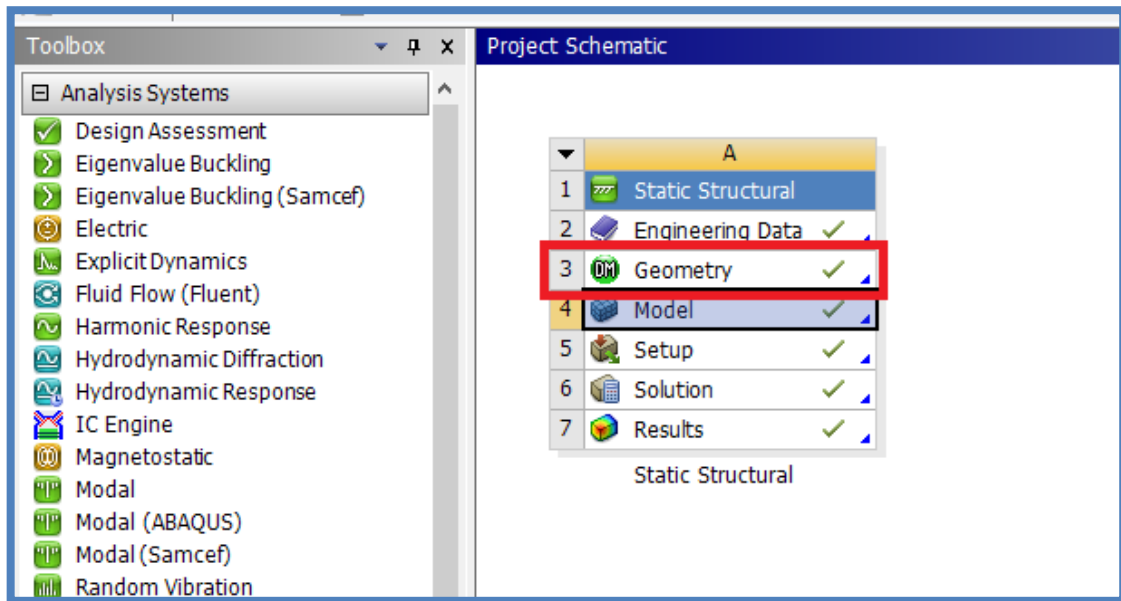 Toolbox
Project Schematic
Analysis Systems
Design Assessment
Eigenvalue Buckling
Eigenvalue Buckling (Samcef)
Electric
Explicit Dynamics
Fluid Flow (Fluent)
Harmonic Response
Hydrodynamic Diffraction
Hydrodynamic Response
IC Engine
Magnetostatic
Modal
Modal (ABAQUS)
Modal (Samcef)
Random Vibration
A
1 Static Structural
2 Engineering Data
3 DM Geometry
4 Model
5 Setup
6 Solution
7 Results
Static Structural